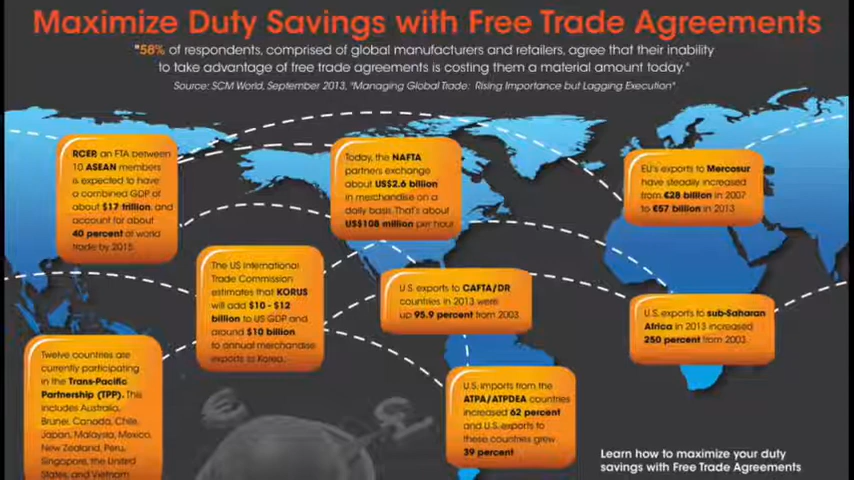 Maximize Duty Savings with Free Trade Agreements
"58% of respondents, comprised of global manufacturers and retailers, agree that their inability
to take advantage of free trade agreements is costing them a material amount today."
Source: SCM World, September 2013, "Managing Global Trade: Rising Importance but Lagging Execution"
RCEP, an FTA between
10 ASEAN members
is expected to have
a combined GDP of
about $17 trillion, and
account for about
40 percent of world
trade by 2015.
Today, the NAFTA
partners exchange
about US$2.6 billion
in merchandise on a
daily basis. That's about
US$108 million per hour
EU's exports to Mercosur
have steadily increased
from €28 billion in 2007
to €57 billion in 2013
The US International
Trade Commission
estimates that KORUS
will add $10 - $12
billion to US GDP and
around $10 billion
to annual merchandise
exports to Korea.
U.S. exports to CAFTA/DR
countries in 2013 were
up 95.9 percent from 2003
U.S. exports to sub-Saharan
Africa in 2013 increased
250 percent from 2003
Twelve countries are
currently participating
in the Trans-Pacific
Partnership (TPP). This
includes Australia,
Brunei, Canada, Chile,
Japan, Malaysia, Mexico,
New Zealand, Peru,
Singapore, the United
States, and Vietnam
U.S. imports from the
ATPA/ATPDEA countries
increased 62 percent
and U.S. exports to
these countries grew
39 percent
Learn how to maximize your duty
savings with Free Trade Agreements